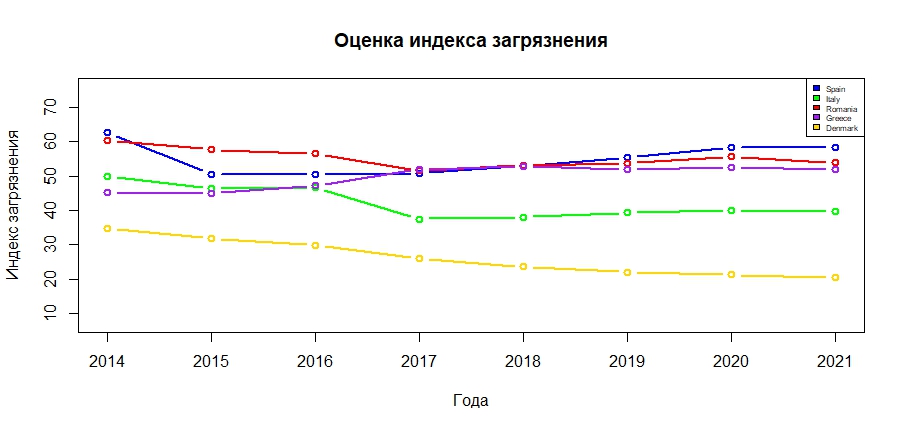 Оценка индекса загрязнения
Spain
Italy
Romania
Greece
Denmark
Индекс загрязнения
70
60
50
40
30
20
10
2014 2015 2016 2017 2018 2019 2020 2021
Года